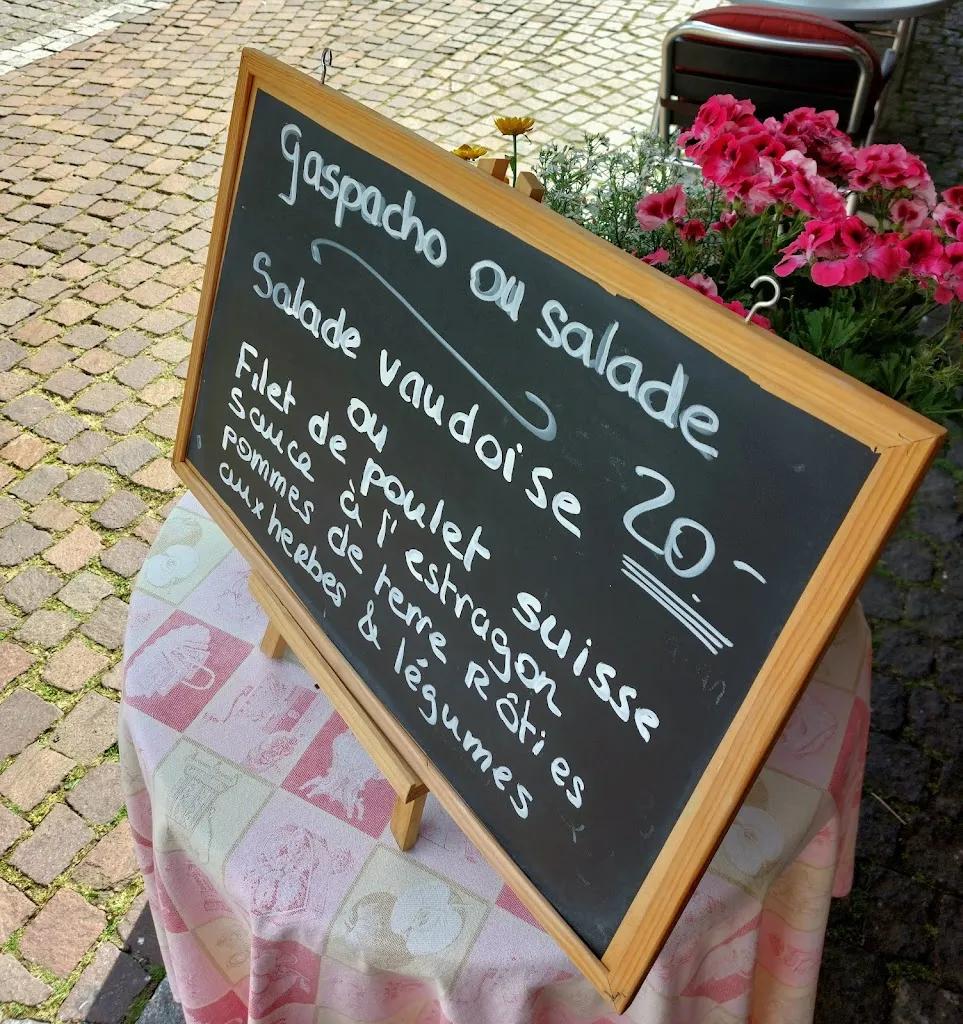 Gaspacho ou salade
Salade vaudoise 20.-
ou
Filet de poulet suisse
sauce à l'estragon
pommes de terre Rôties
aux herbes & légumes